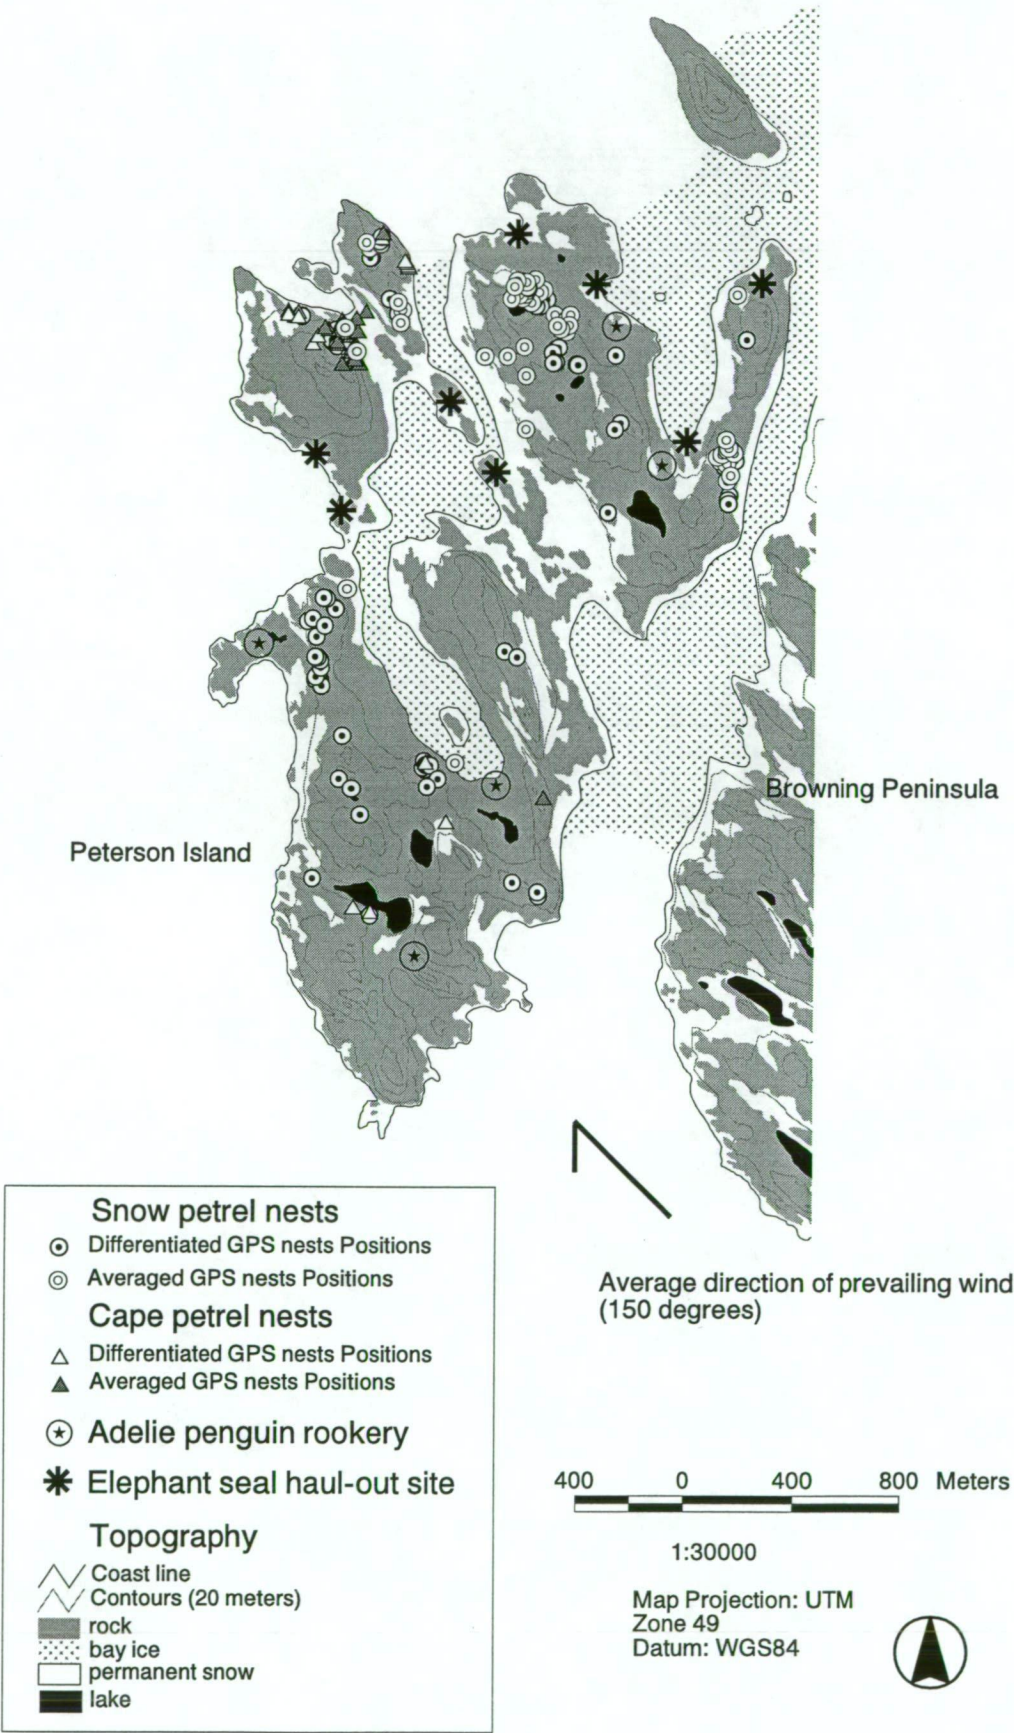 Browning Peninsula
Peterson Island
Snow petrel nests
Differentiated GPS nests Positions
Averaged GPS nests Positions
Cape petrel nests
Differentiated GPS nests Positions
Averaged GPS nests Positions
Adelie penguin rookery
Elephant seal haul-out site
Topography
Coast line
Contours (20 meters)
rock
bay ice
permanent snow
lake
Average direction of prevailing wind
(150 degrees)
400 0 400 800 Meters
1:30000
Map Projection: UTM
Zone 49
Datum: WGS84